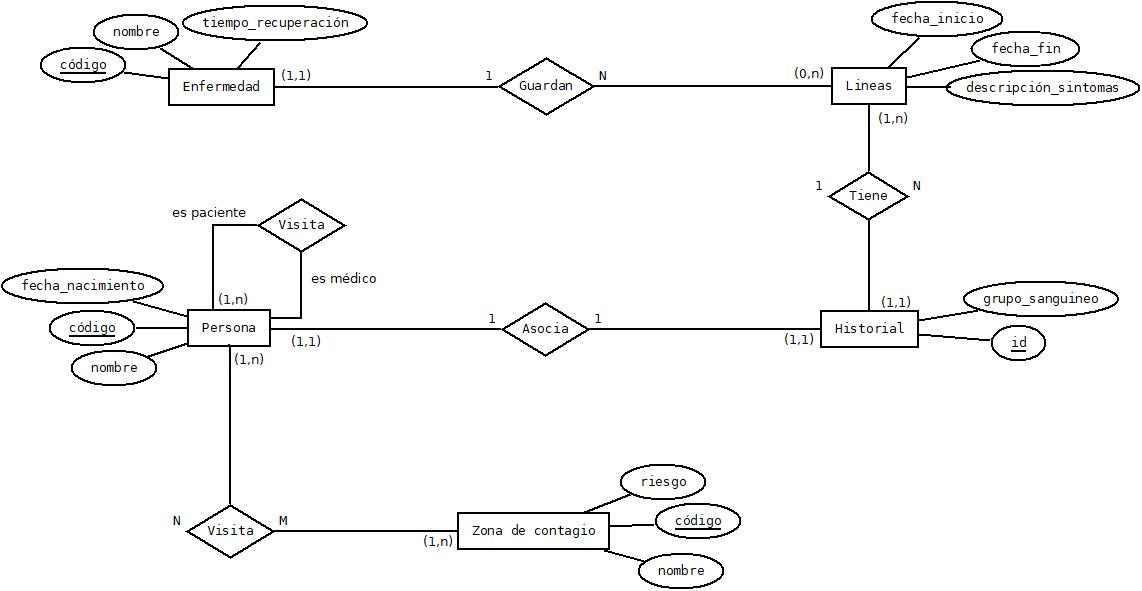 fecha_inicio
nombre
tiempo_recuperación
fecha_fin
código
Enfermedad
(1,1)
1
Guardan
N
(0,n)
Lineas
descripción_sintomas
(1,n)
1
Tiene
N
es paciente
Visita
es médico
fecha_nacimiento
(1,n)
(1,1)
grupo_sanguineo
código
Persona
1
Asocia
1
Historial
(1,1)
(1,1)
id
nombre
(1,n)
riesgo
N
Visita
M
(1,n)
Zona de contagio
código
nombre